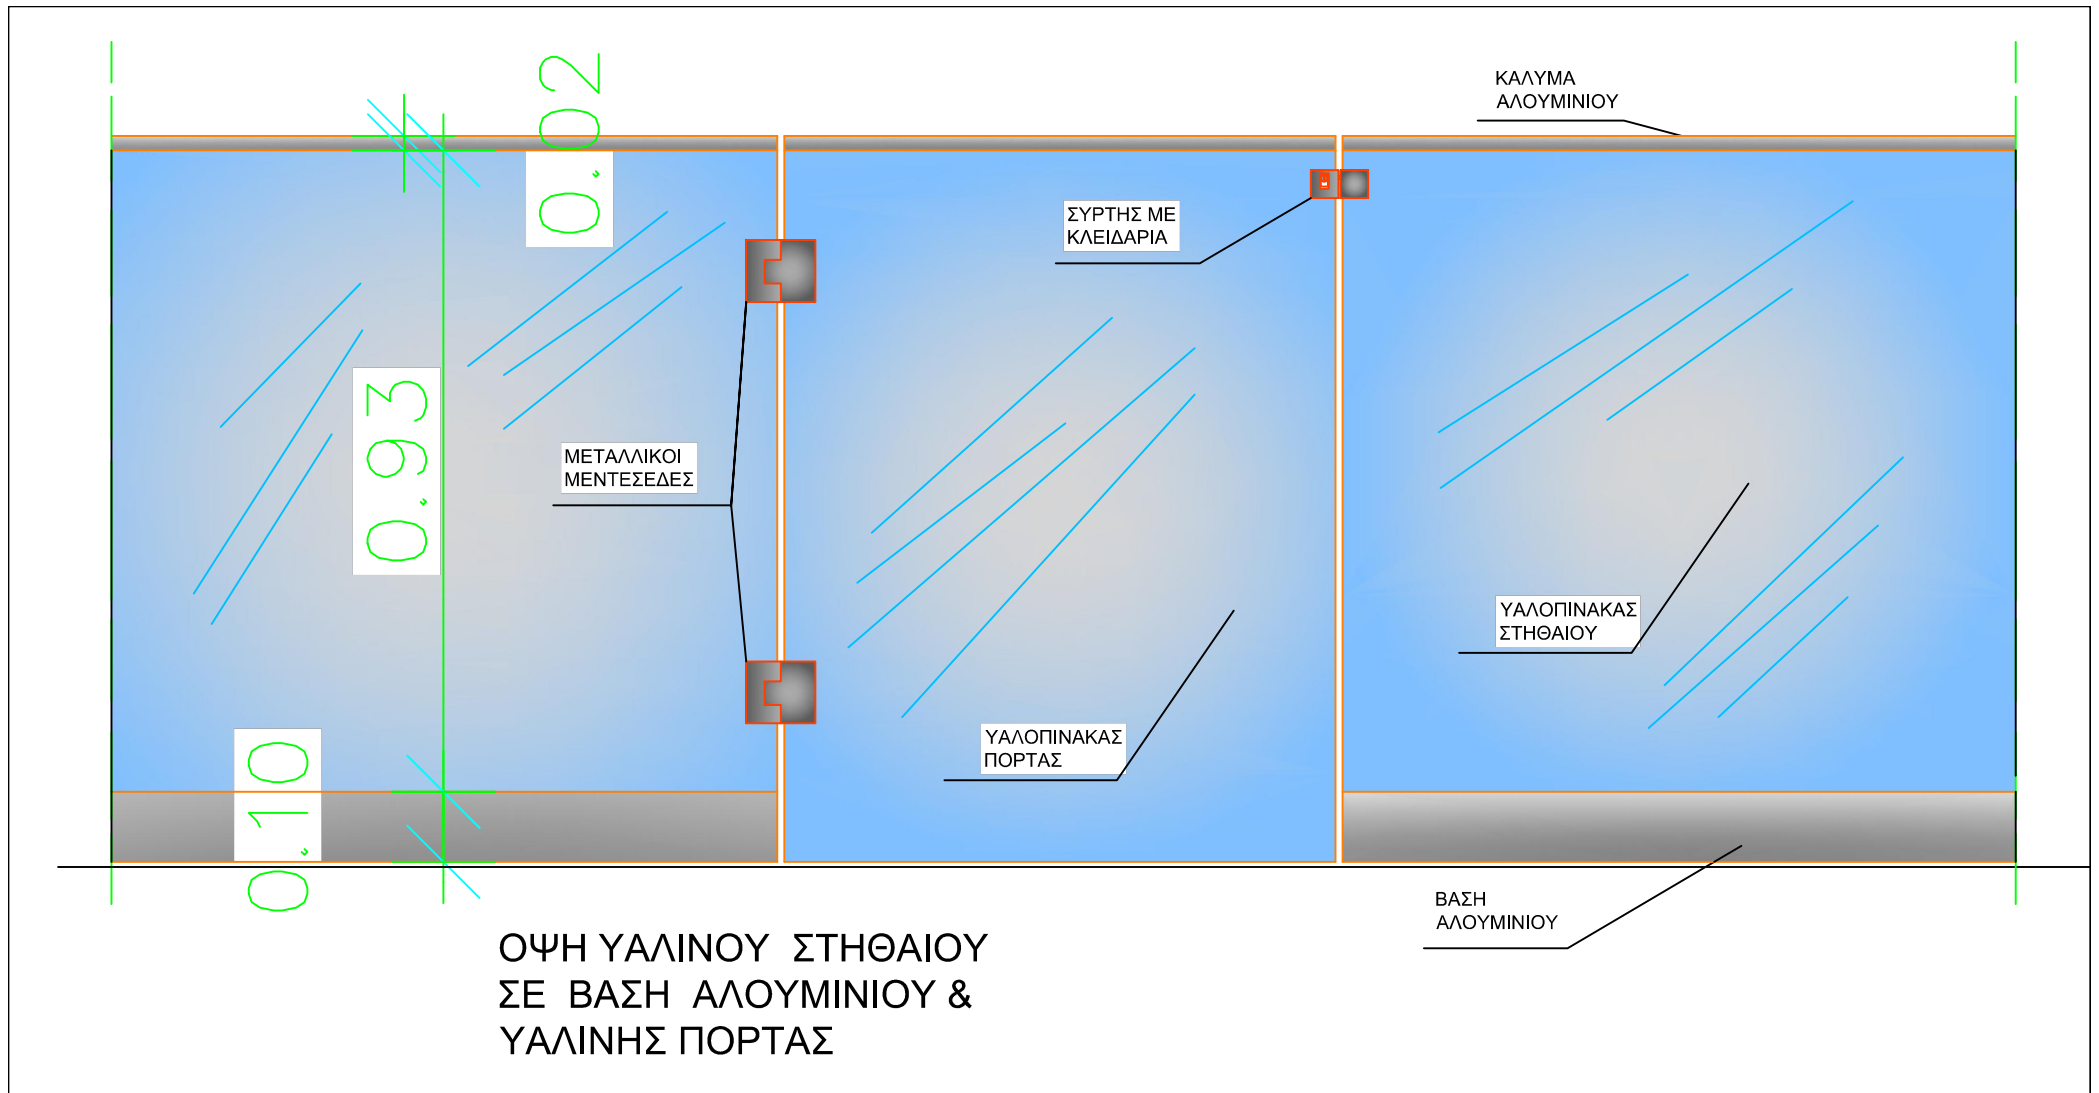 0.02
ΚΑΛΥΜΑ
ΑΛΟΥΜΙΝΙΟΥ
ΣΥΡΤΗΣ ΜΕ
ΚΛΕΙΔΑΡΙΑ
0.93
ΜΕΤΑΛΛΙΚΟΙ
ΜΕΝΤΕΣΕΔΕΣ
ΥΑΛΟΠΙΝΑΚΑΣ
ΣΤΗΘΑΙΟΥ
ΥΑΛΟΠΙΝΑΚΑΣ
ΠΟΡΤΑΣ
0.10
ΒΑΣΗ
ΑΛΟΥΜΙΝΙΟΥ
ΟΨΗ ΥΑΛΙΝΟΥ ΣΤΗΘΑΙΟΥ
ΣΕ ΒΑΣΗ ΑΛΟΥΜΙΝΙΟΥ &
ΥΑΛΙΝΗΣ ΠΟΡΤΑΣ